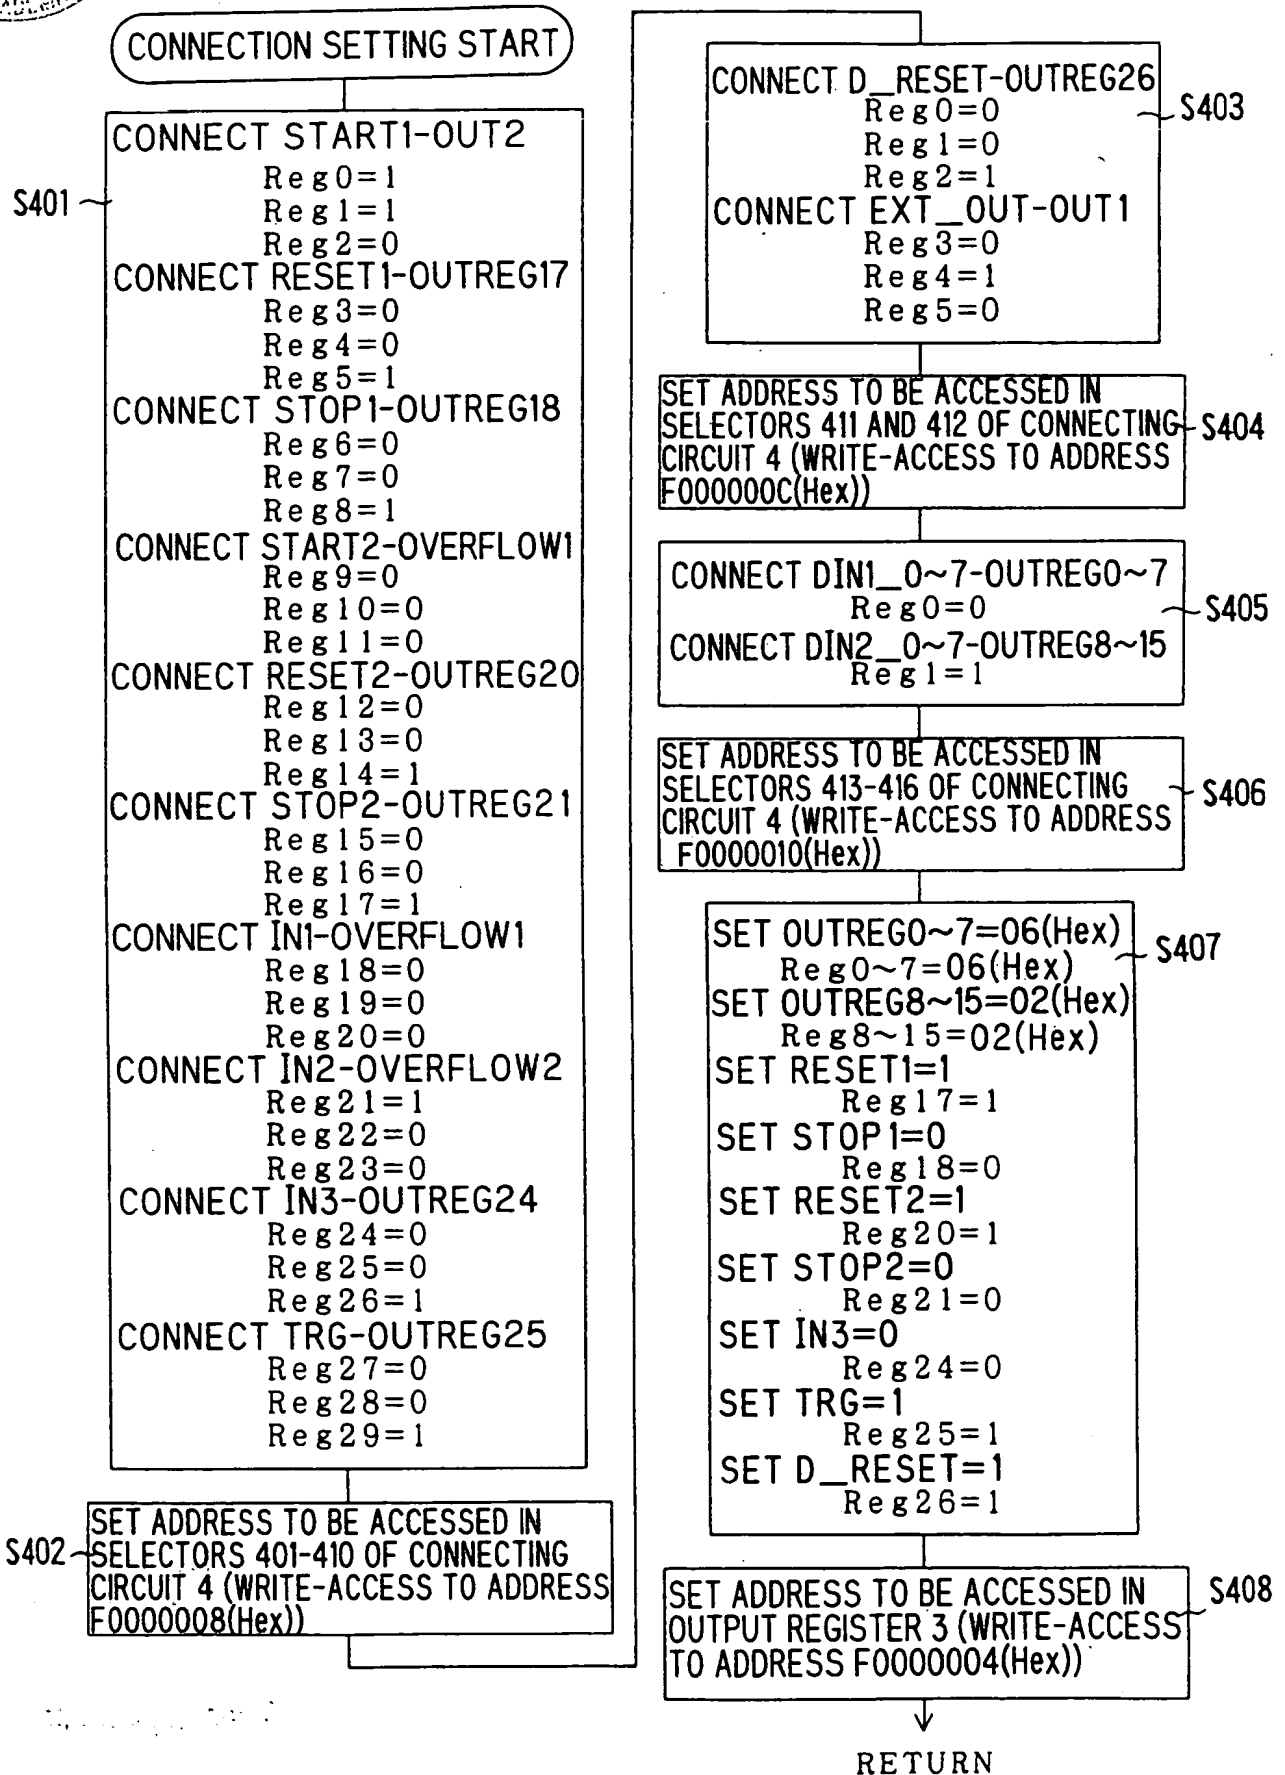 CONNECTION SETTING START
S401
CONNECT START1-OUT2
Reg0=1
Reg1=1
Reg2=0
CONNECT RESET1-OUTREG17
Reg3=0
Reg4=0
Reg5=1
CONNECT STOP1-OUTREG18
Reg6=0
Reg7=0
Reg8=1
CONNECT START2-OVERFLOW1
Reg9=0
Reg10=0
Reg11=0
CONNECT RESET2-OUTREG20
Reg12=0
Reg13=0
Reg14=1
CONNECT STOP2-OUTREG21
Reg15=0
Reg16=0
Reg17=1
CONNECT IN1-OVERFLOW1
Reg18=0
Reg19=0
Reg20=0
CONNECT IN2-OVERFLOW2
Reg21=1
Reg22=0
Reg23=0
CONNECT IN3-OUTREG24
Reg24=0
Reg25=0
Reg26=1
CONNECT TRG-OUTREG25
Reg27=0
Reg28=0
Reg29=1
S402
SET ADDRESS TO BE ACCESSED IN
SELECTORS 401-410 OF CONNECTING
CIRCUIT 4 (WRITE-ACCESS TO ADDRESS
F0000008(Hex))
S403
CONNECT D_RESET-OUTREG26
Reg0=0
Reg1=0
Reg2=1
CONNECT EXT_OUT-OUT1
Reg3=0
Reg4=1
Reg5=0
S404
SET ADDRESS TO BE ACCESSED IN
SELECTORS 411 AND 412 OF CONNECTING
CIRCUIT 4 (WRITE-ACCESS TO ADDRESS
F000000C(Hex))
S405
CONNECT DIN1_0~7-OUTREG0~7
Reg0=0
CONNECT DIN2_0~7-OUTREG8~15
Reg1=1
S406
SET ADDRESS TO BE ACCESSED IN
SELECTORS 413-416 OF CONNECTING
CIRCUIT 4 (WRITE-ACCESS TO ADDRESS
F0000010(Hex))
S407
SET OUTREG0~7=06(Hex)
Reg0~7=06(Hex)
SET OUTREG8~15=02(Hex)
Reg8~15=02(Hex)
SET RESET1=1
Reg17=1
SET STOP1=0
Reg18=0
SET RESET2=1
Reg20=1
SET STOP2=0
Reg21=0
SET IN3=0
Reg24=0
SET TRG=1
Reg25=1
SET D_RESET=1
Reg26=1
S408
SET ADDRESS TO BE ACCESSED IN
OUTPUT REGISTER 3 (WRITE-ACCESS
TO ADDRESS F0000004(Hex))
RETURN